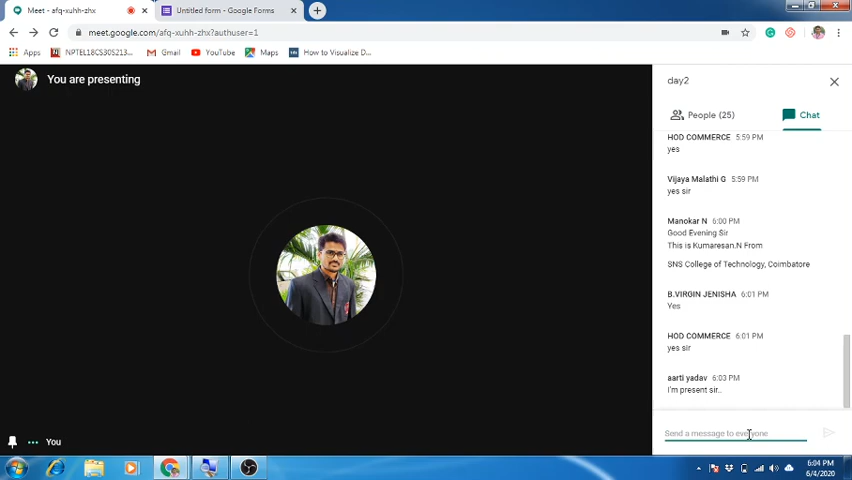 Meet - afq-xuhh-zhx
Untitled form - Google Forms
meet.google.com/afq-xuhh-zhx?authuser=1
Apps
NPTEL18CS30S213...
Gmail
YouTube
Maps
How to Visualize D...
You are presenting
day2
People (25)
Chat
HOD COMMERCE 5:59 PM
yes
Vijaya Malathi G 5:59 PM
yes sir
Manokar N 6:00 PM
Good Evening Sir
This is Kumaresan.N From
SNS College of Technology, Coimbatore
B.VIRGIN JENISHA 6:01 PM
Yes
HOD COMMERCE 6:01 PM
yes sir
aarti yadav 6:03 PM
I'm present sir..
Send a message to everyone
You
6:04 PM
6/4/2020